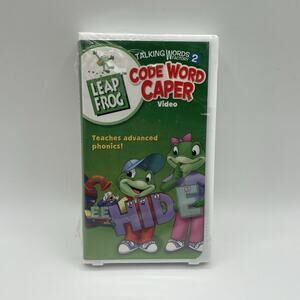 LEAP
FROG
TALKING WORDS
FACTORY 2
CODE WORD
CAPER
Video
Teaches advanced
phonics!
HIDE